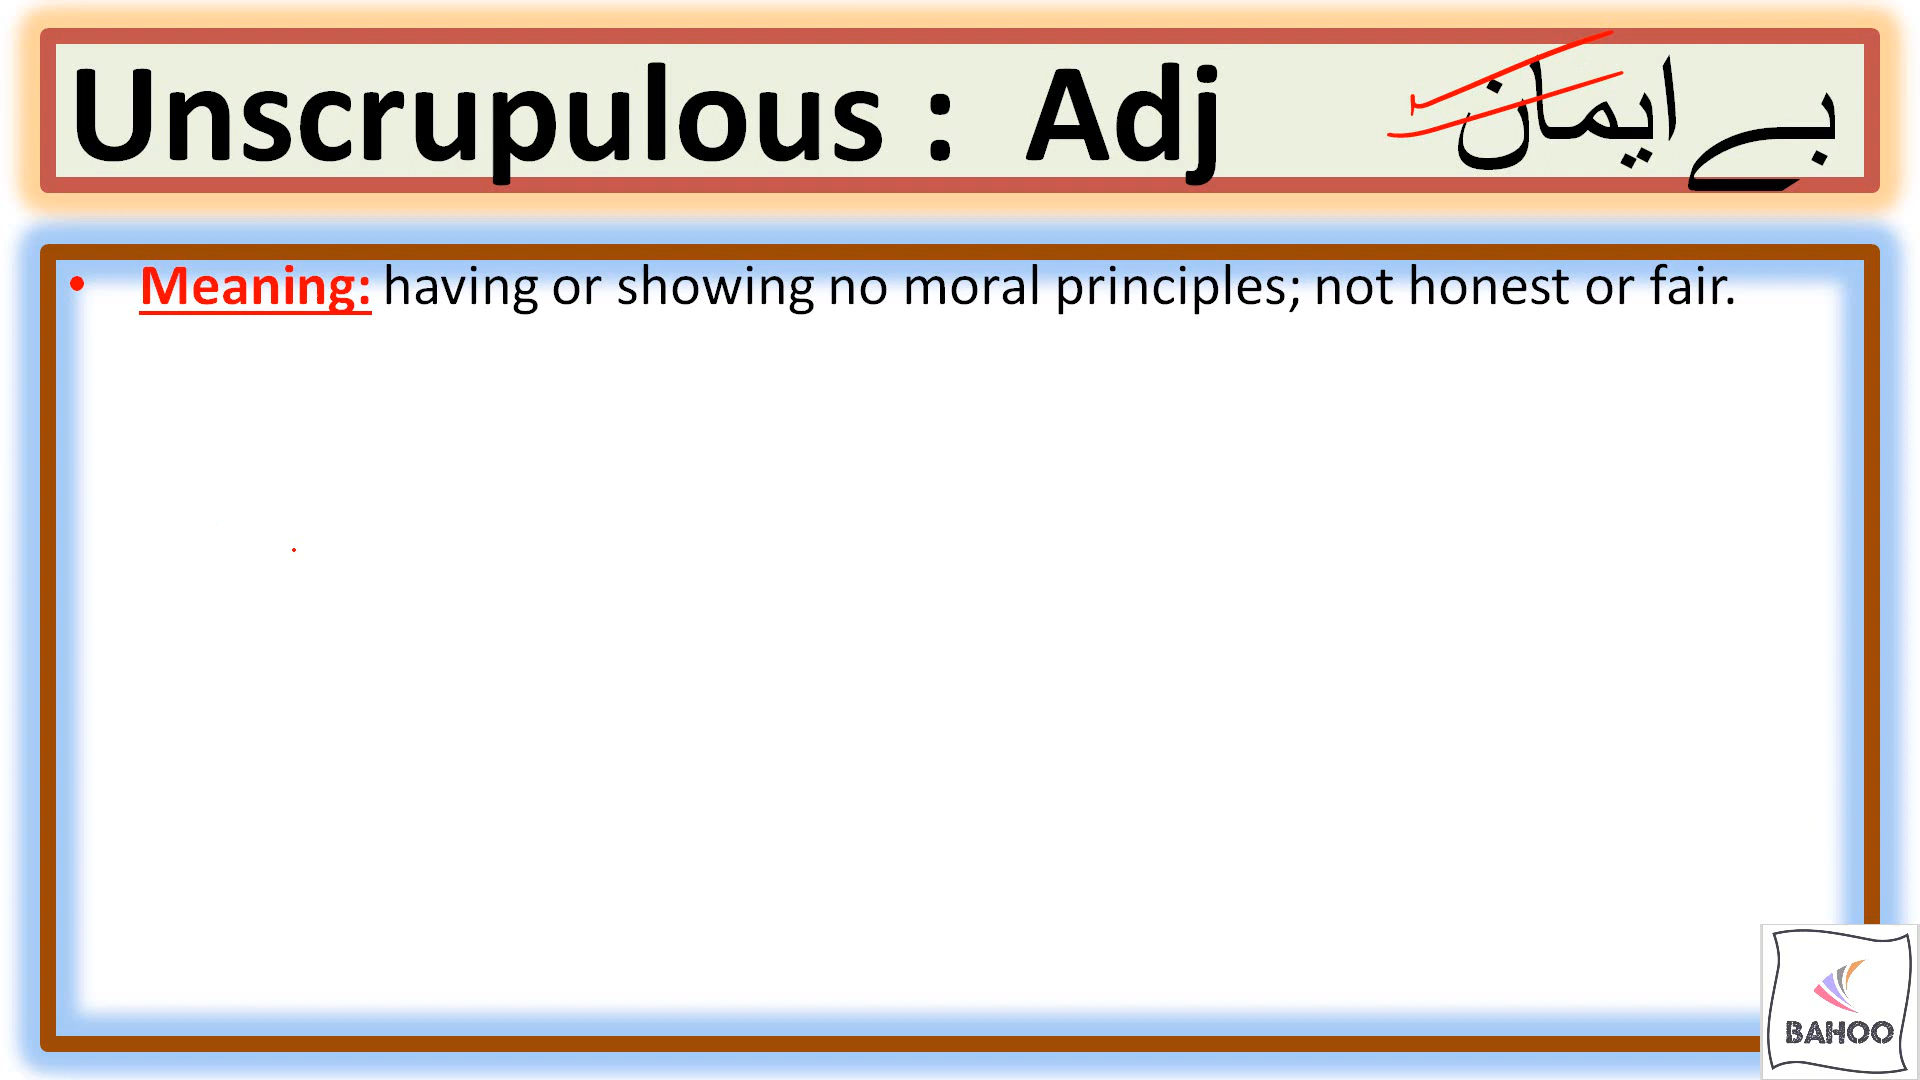 Unscrupulous : Adj بے ایمان
• Meaning: having or showing no moral principles; not honest or fair.
BAHOO